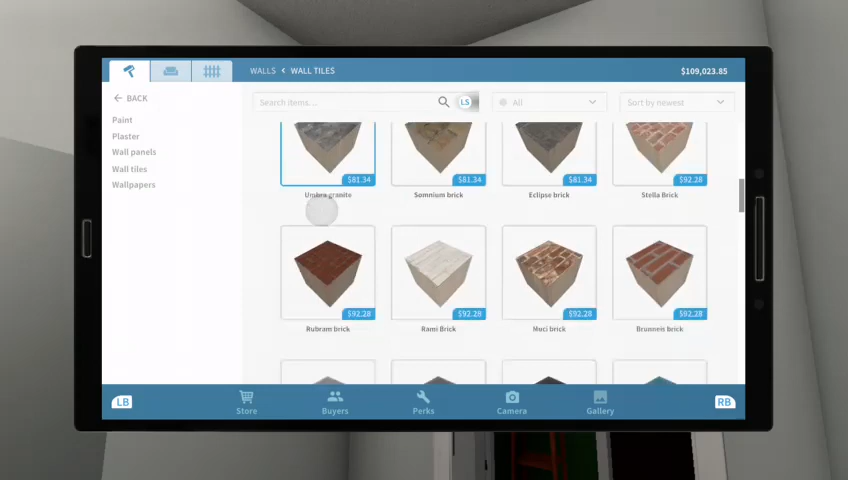 WALLS < WALL TILES
$109,023.85
BACK
Search items...
LS
All
Sort by newest
Paint
Plaster
Wall panels
Wall tiles
Wallpapers
$81.34
$81.34
$81.34
$92.28
Umbra granite
Somnium brick
Eclipse brick
Stella Brick
$92.28
$92.28
$92.28
$92.28
Rubram brick
Rami Brick
Muci brick
Brunneis brick
LB
Store
Buyers
Perks
Camera
Gallery
RB